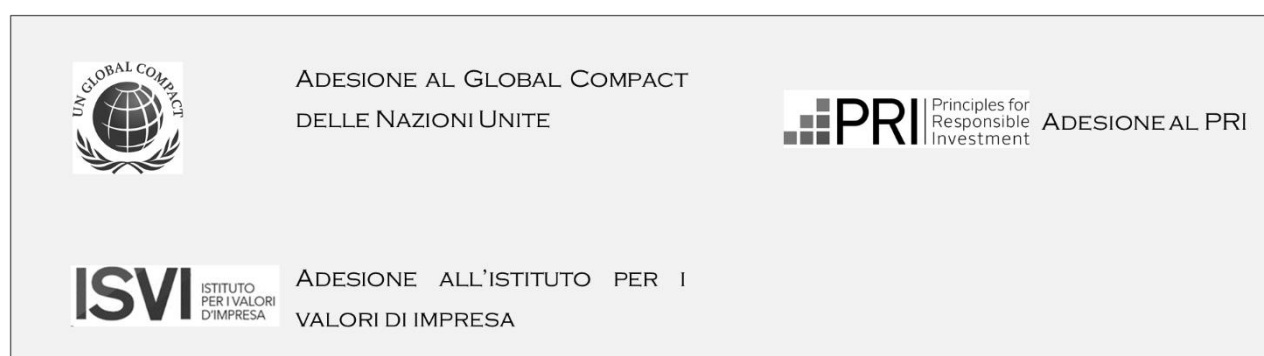 UN GLOBAL COMPACT
ADESIONE AL GLOBAL COMPACT
DELLE NAZIONI UNITE
PRI
Principles for
Responsible
Investment
ADESIONE AL PRI
ISVI
ISTITUTO
PER I VALORI
D'IMPRESA
ADESIONE ALL'ISTITUTO PER I
VALORI DI IMPRESA